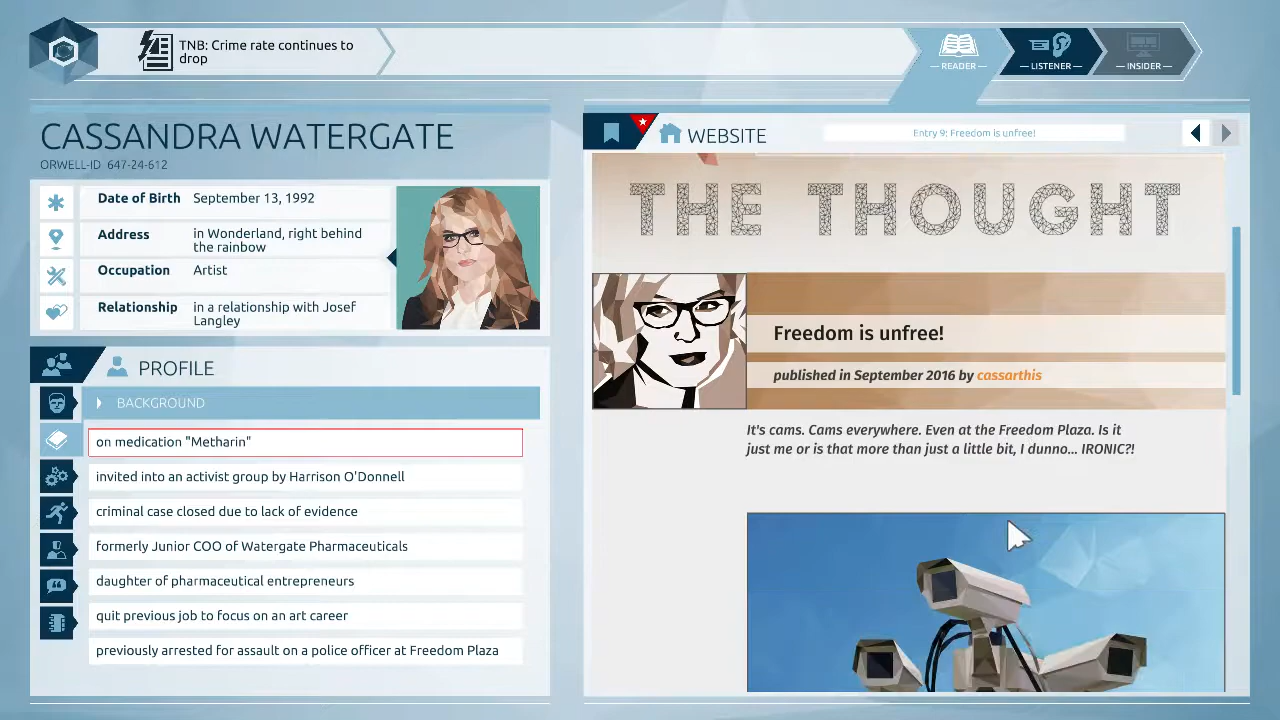 TNB: Crime rate continues to
drop
— READER —
— LISTENER —
— INSIDER —
CASSANDRA WATERGATE
ORWELL-ID 647-24-612
Date of Birth September 13, 1992
Address in Wonderland, right behind
the rainbow
Occupation Artist
Relationship in a relationship with Josef
Langley
PROFILE
BACKGROUND
on medication "Metharin"
invited into an activist group by Harrison O'Donnell
criminal case closed due to lack of evidence
formerly Junior COO of Watergate Pharmaceuticals
daughter of pharmaceutical entrepreneurs
quit previous job to focus on an art career
previously arrested for assault on a police officer at Freedom Plaza
WEBSITE
Entry 9: Freedom is unfree!
THE THOUGHT
Freedom is unfree!
published in September 2016 by cassarthis
It's cams. Cams everywhere. Even at the Freedom Plaza. Is it
just me or is that more than just a little bit, I dunno... IRONIC?!